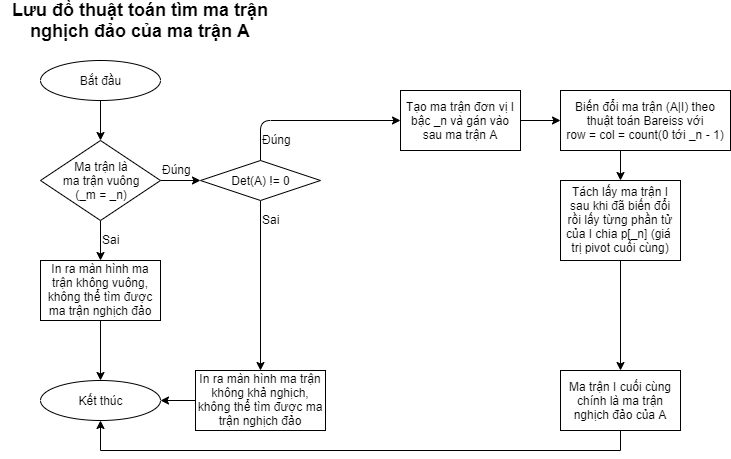 Lưu đồ thuật toán tìm ma trận
nghịch đảo của ma trận A
Bắt đầu
Ma trận là
ma trận vuông
(_m = _n)
Đúng
Sai
In ra màn hình ma
trận không vuông,
không thể tìm được
ma trận nghịch đảo
Kết thúc
Det(A) != 0
Đúng
Sai
In ra màn hình ma trận
không khả nghịch,
không thể tìm được ma
trận nghịch đảo
Tạo ma trận đơn vị I
bậc _n và gán vào
sau ma trận A
Biến đổi ma trận (A|I) theo
thuật toán Bareiss với
row = col = count(0 tới _n - 1)
Tách lấy ma trận I
sau khi đã biến đổi
rồi lấy từng phần tử
của I chia p[_n] (giá
trị pivot cuối cùng)
Ma trận I cuối cùng
chính là ma trận
nghịch đảo của A